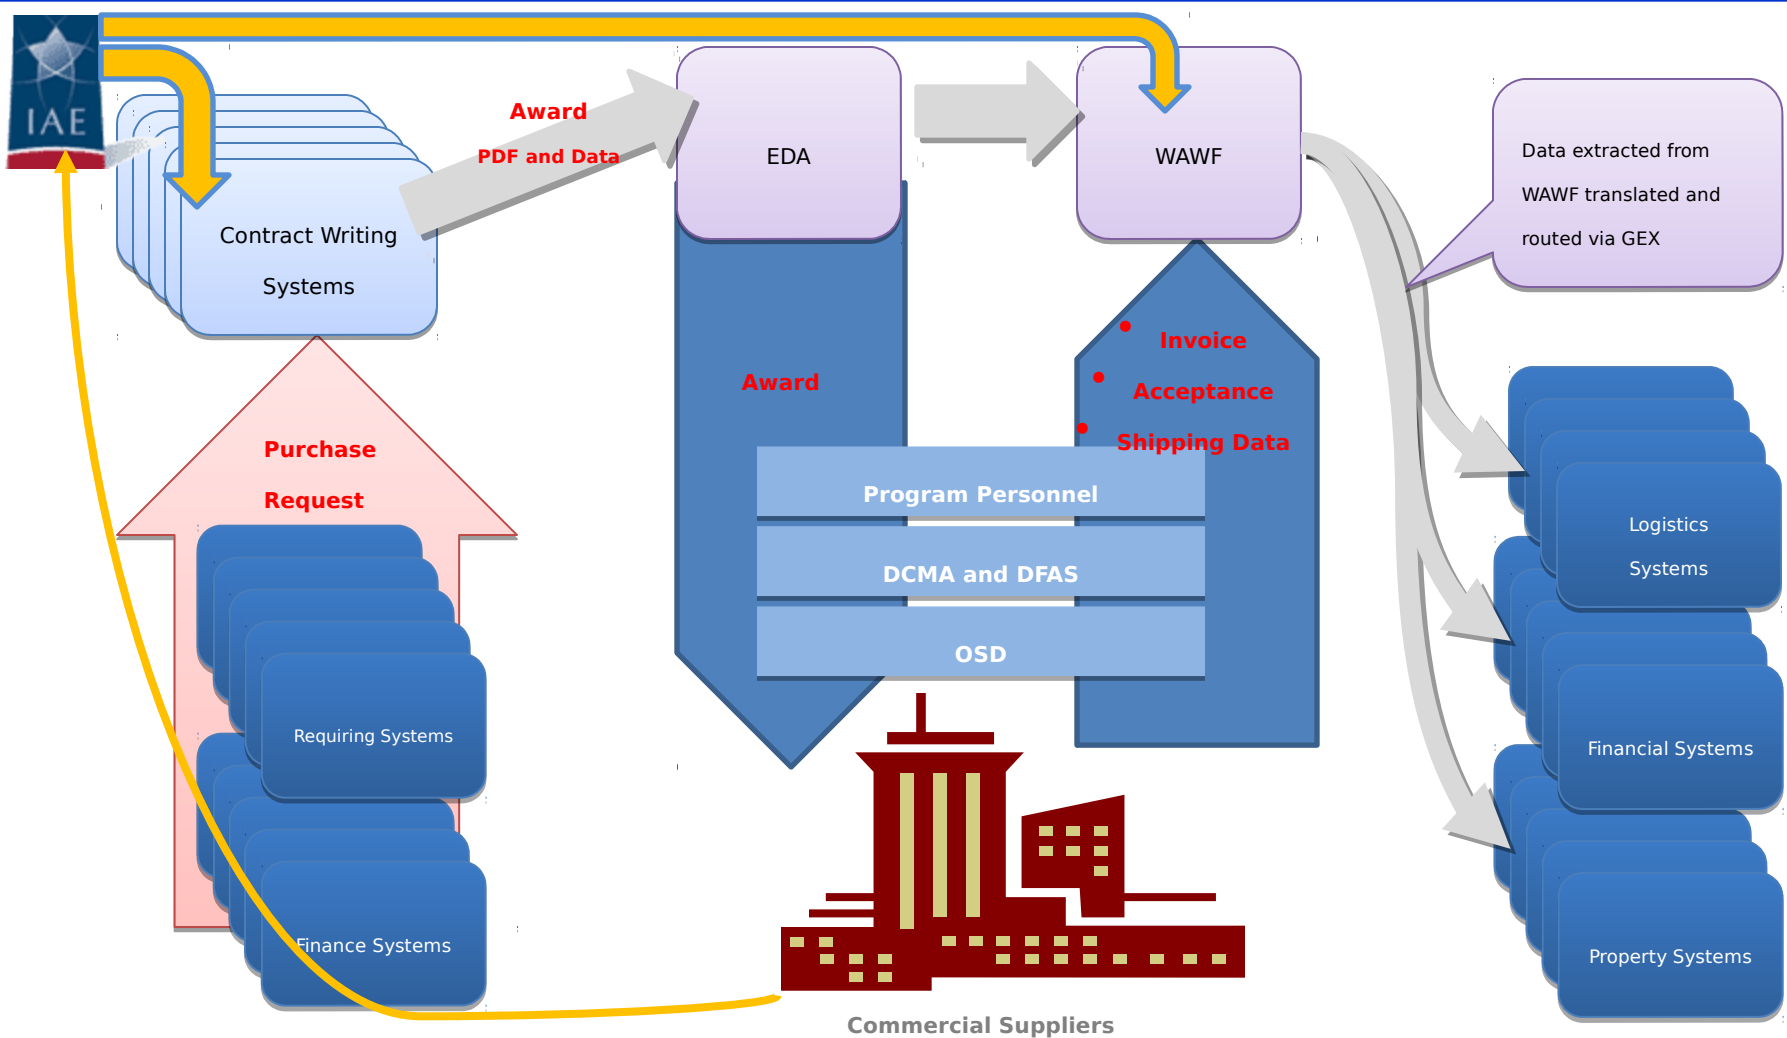 IAE
Award
PDF and Data
EDA
WAWF
Data extracted from
WAWF translated and
routed via GEX
Contract Writing
Systems
• Invoice
• Acceptance
• Shipping Data
Award
Purchase
Request
Program Personnel
DCMA and DFAS
OSD
Logistics
Systems
Requiring Systems
Financial Systems
Finance Systems
Property Systems
Commercial Suppliers